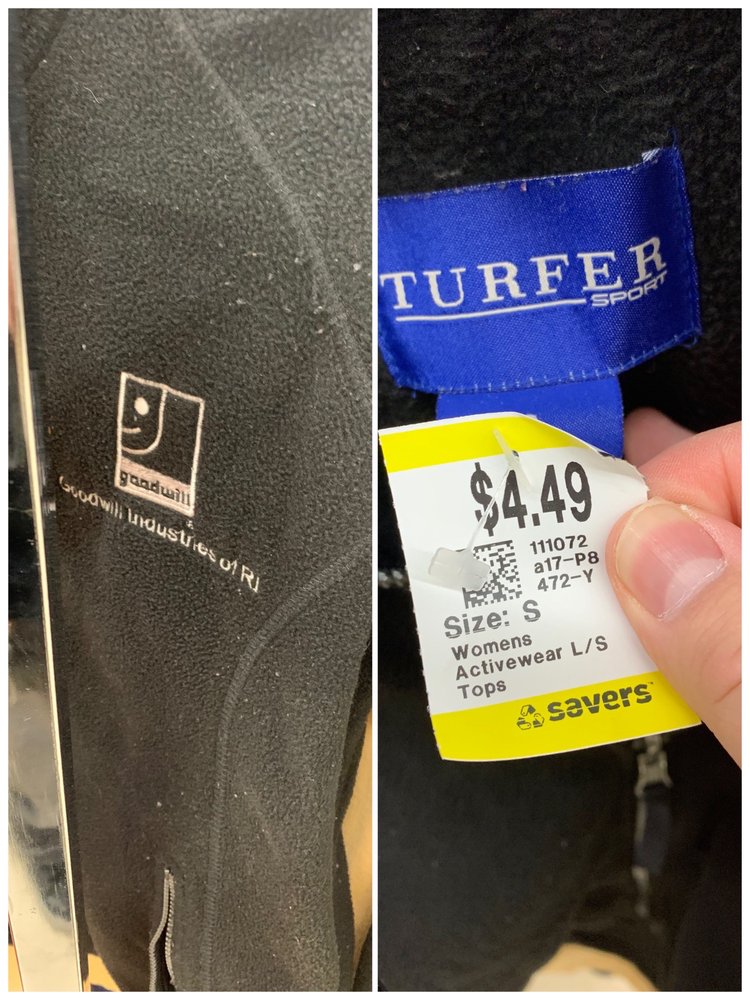 goodwill
Goodwill Industries of RI
TURFER
SPORT
$4.49
111072
a17-P8
472-Y
Size: S
Womens
Activewear L/S
Tops
savers